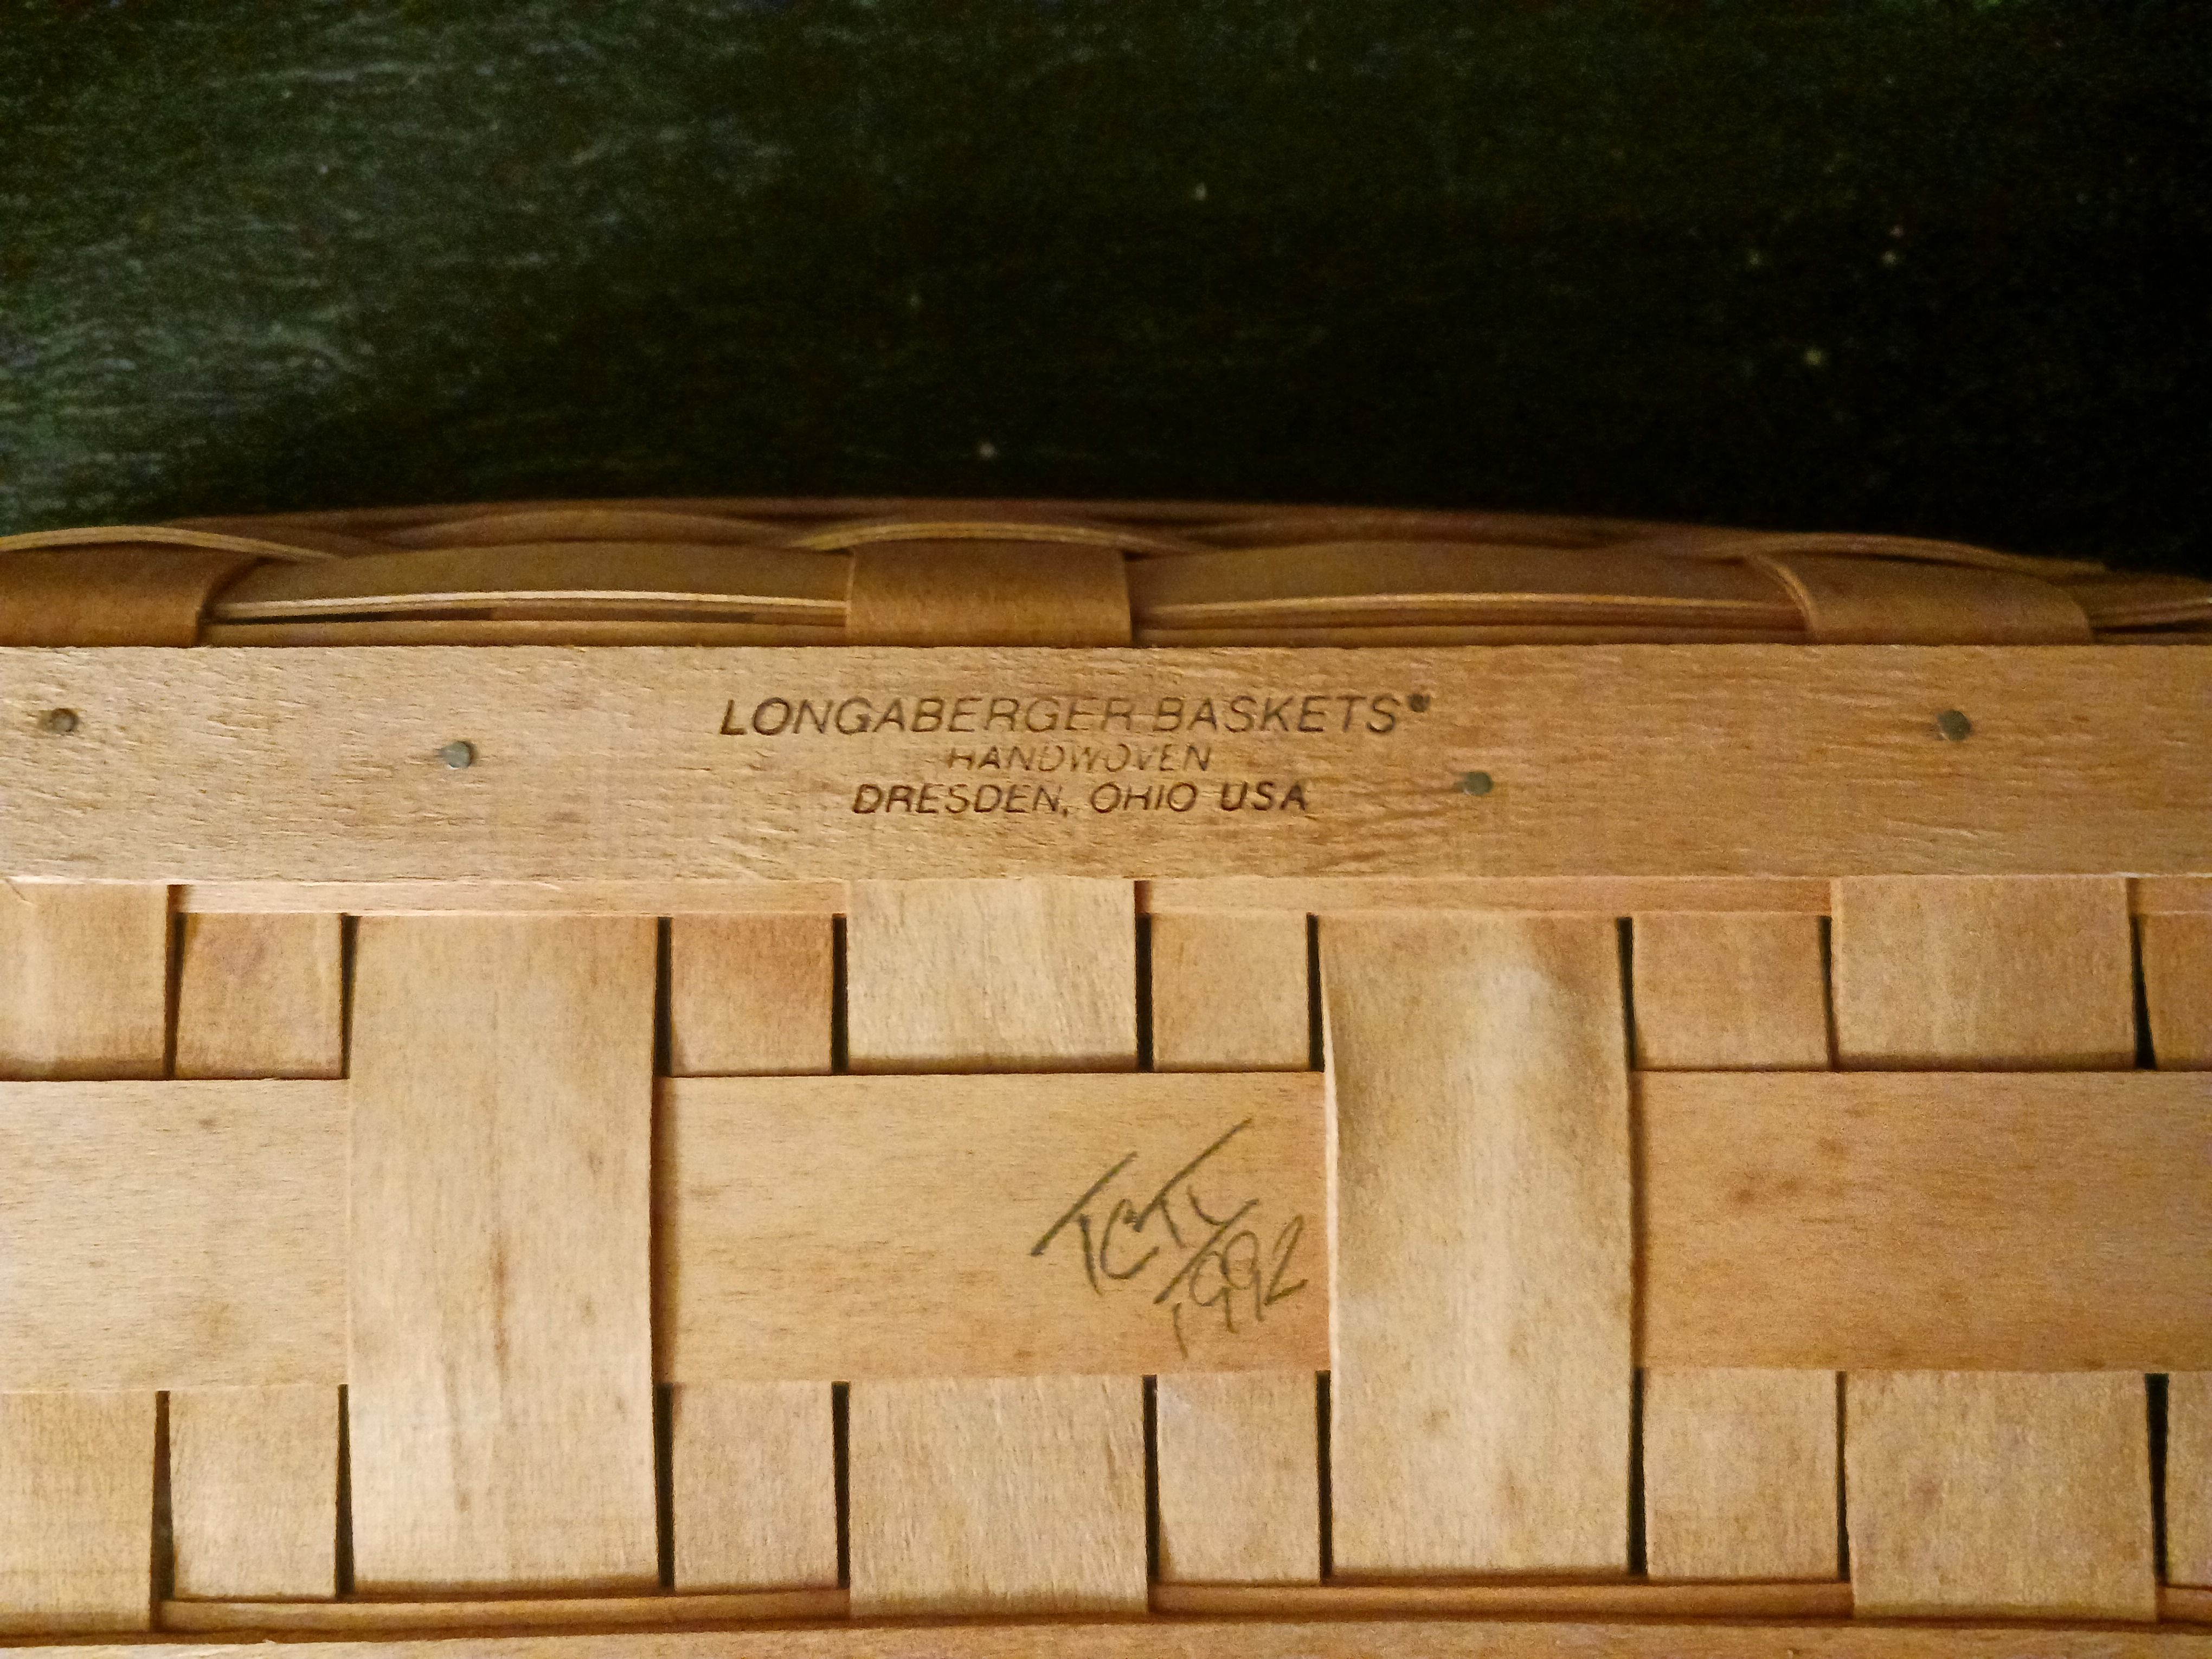 LONGABERGER BASKETS®
HANDWOVEN
DRESDEN, OHIO USA
1992